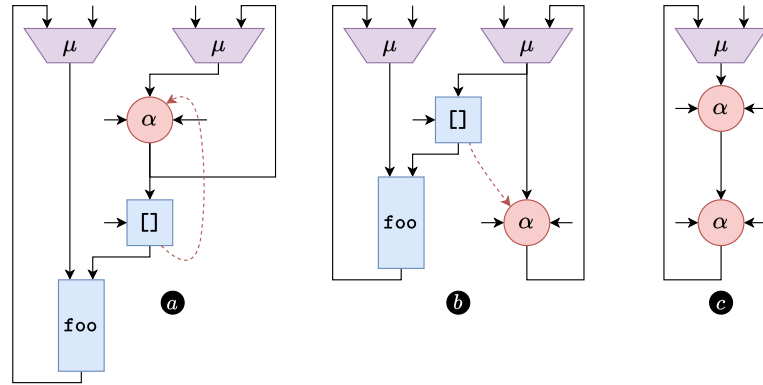 μ μ μ μ μ
α [] α
α
[] foo α α
foo
a b c